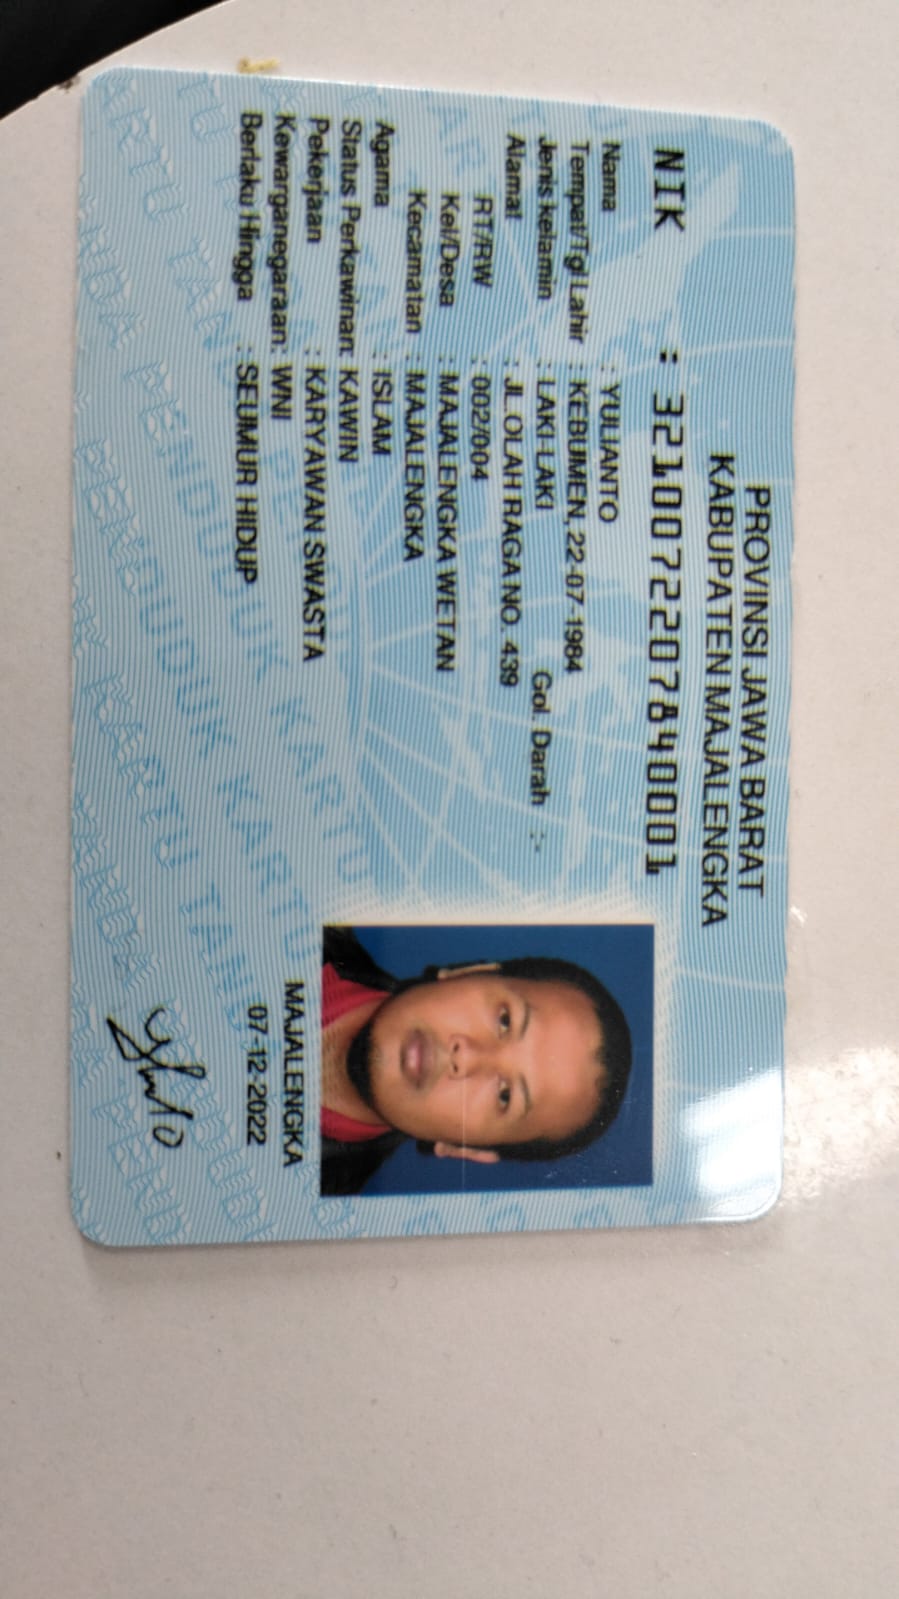 PROVINSI JAWA BARAT
KABUPATEN MAJALENGKA
NIK : 3210072207840001
Nama : YULIANTO
Tempat/Tgl Lahir : KEBUMEN, 22-07-1984
Jenis kelamin : LAKI-LAKI Gol. Darah : -
Alamat : JL.OLAH RAGA NO. 439
RT/RW : 002/004
Kel/Desa : MAJALENGKA WETAN
Kecamatan : MAJALENGKA
Agama : ISLAM
Status Perkawinan: KAWIN
Pekerjaan : KARYAWAN SWASTA
Kewarganegaraan: WNI
Berlaku Hingga : SEUMUR HIDUP
MAJALENGKA
07-12-2022